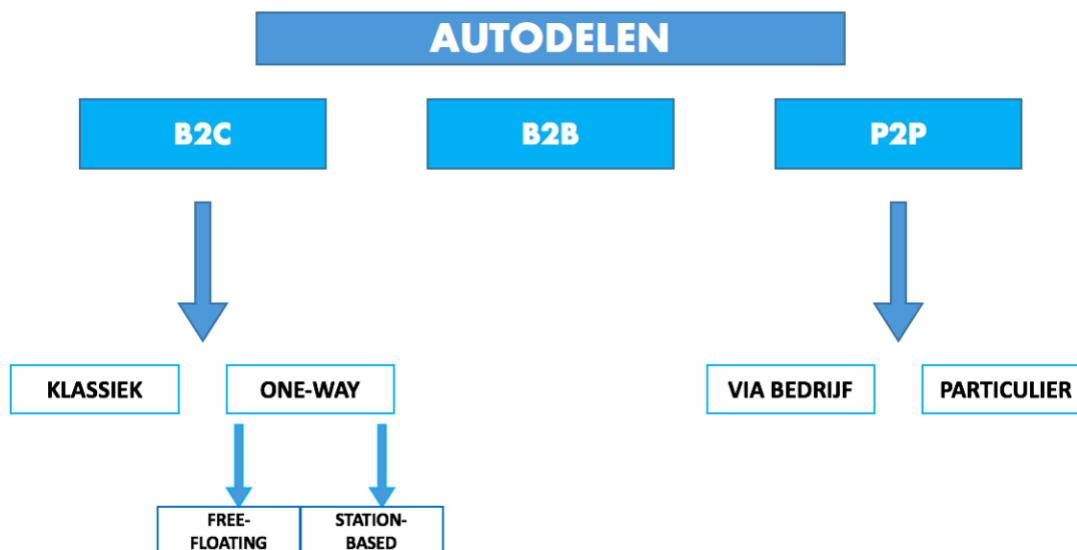 AUTODELEN
B2C
B2B
P2P
KLASSIEK
ONE-WAY
VIA BEDRIJF
PARTICULIER
FREE-
FLOATING
STATION-
BASED